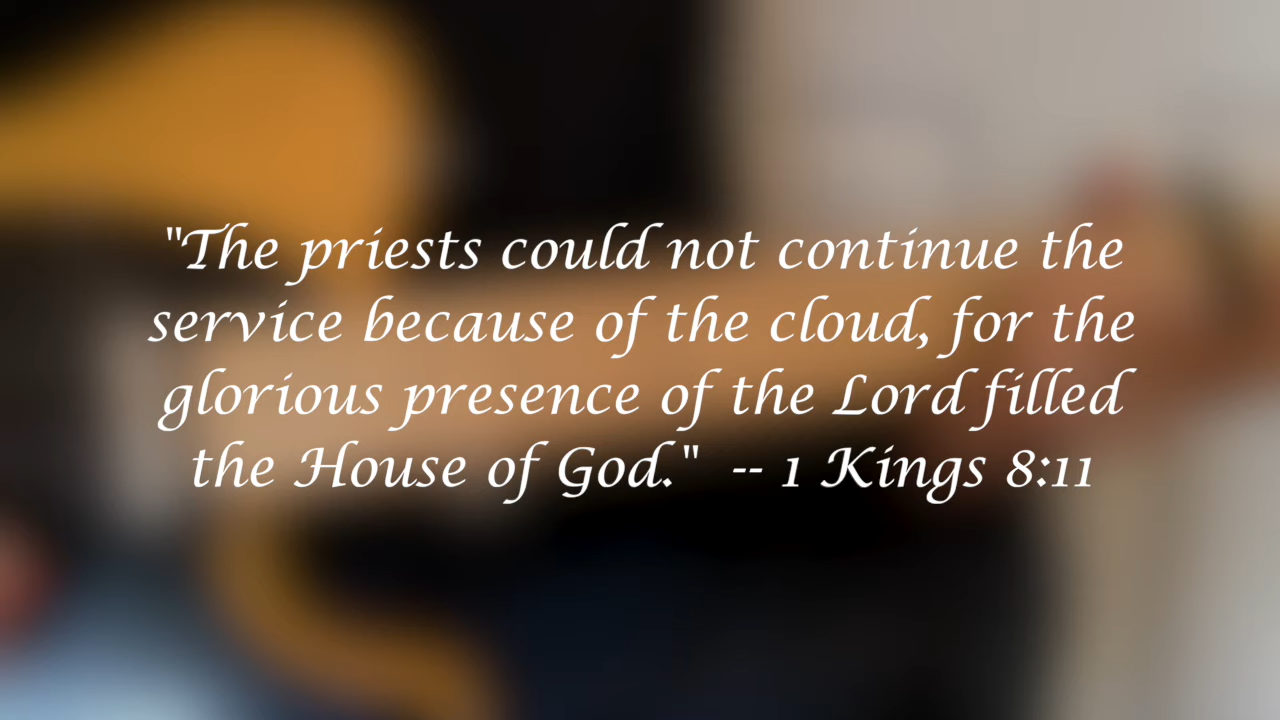 "The priests could not continue the
service because of the cloud, for the
glorious presence of the Lord filled
the House of God."  -- 1 Kings 8:11